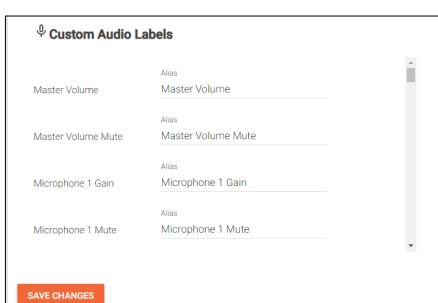 Custom Audio Labels
Alias
Master Volume Master Volume
Alias
Master Volume Mute Master Volume Mute
Alias
Microphone 1 Gain Microphone 1 Gain
Alias
Microphone 1 Mute Microphone 1 Mute
SAVE CHANGES